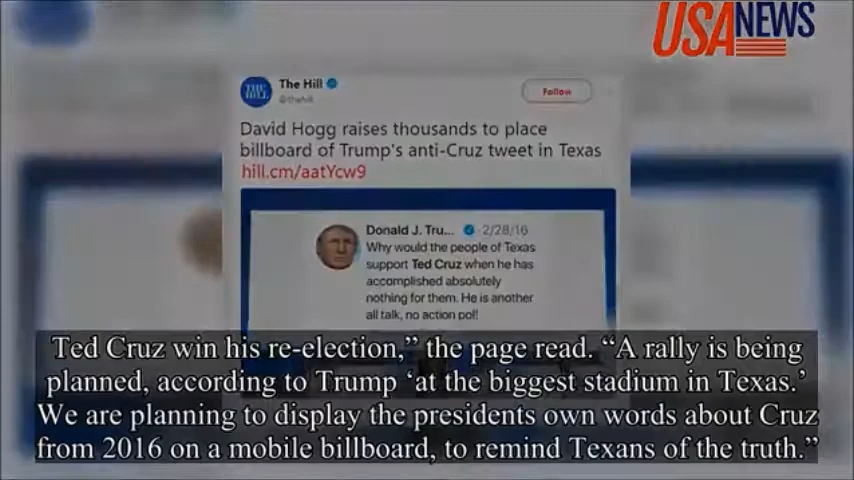 USANEWS
The Hill
@thehill
Follow
David Hogg raises thousands to place
billboard of Trump's anti-Cruz tweet in Texas
hill.cm/aatYcw9
Donald J. Tru... 2/28/16
Why would the people of Texas
support Ted Cruz when he has
accomplished absolutely
nothing for them. He is another
all talk, no action pol!
Ted Cruz win his re-election,” the page read. “A rally is being
planned, according to Trump ‘at the biggest stadium in Texas.’
We are planning to display the presidents own words about Cruz
from 2016 on a mobile billboard, to remind Texans of the truth.”